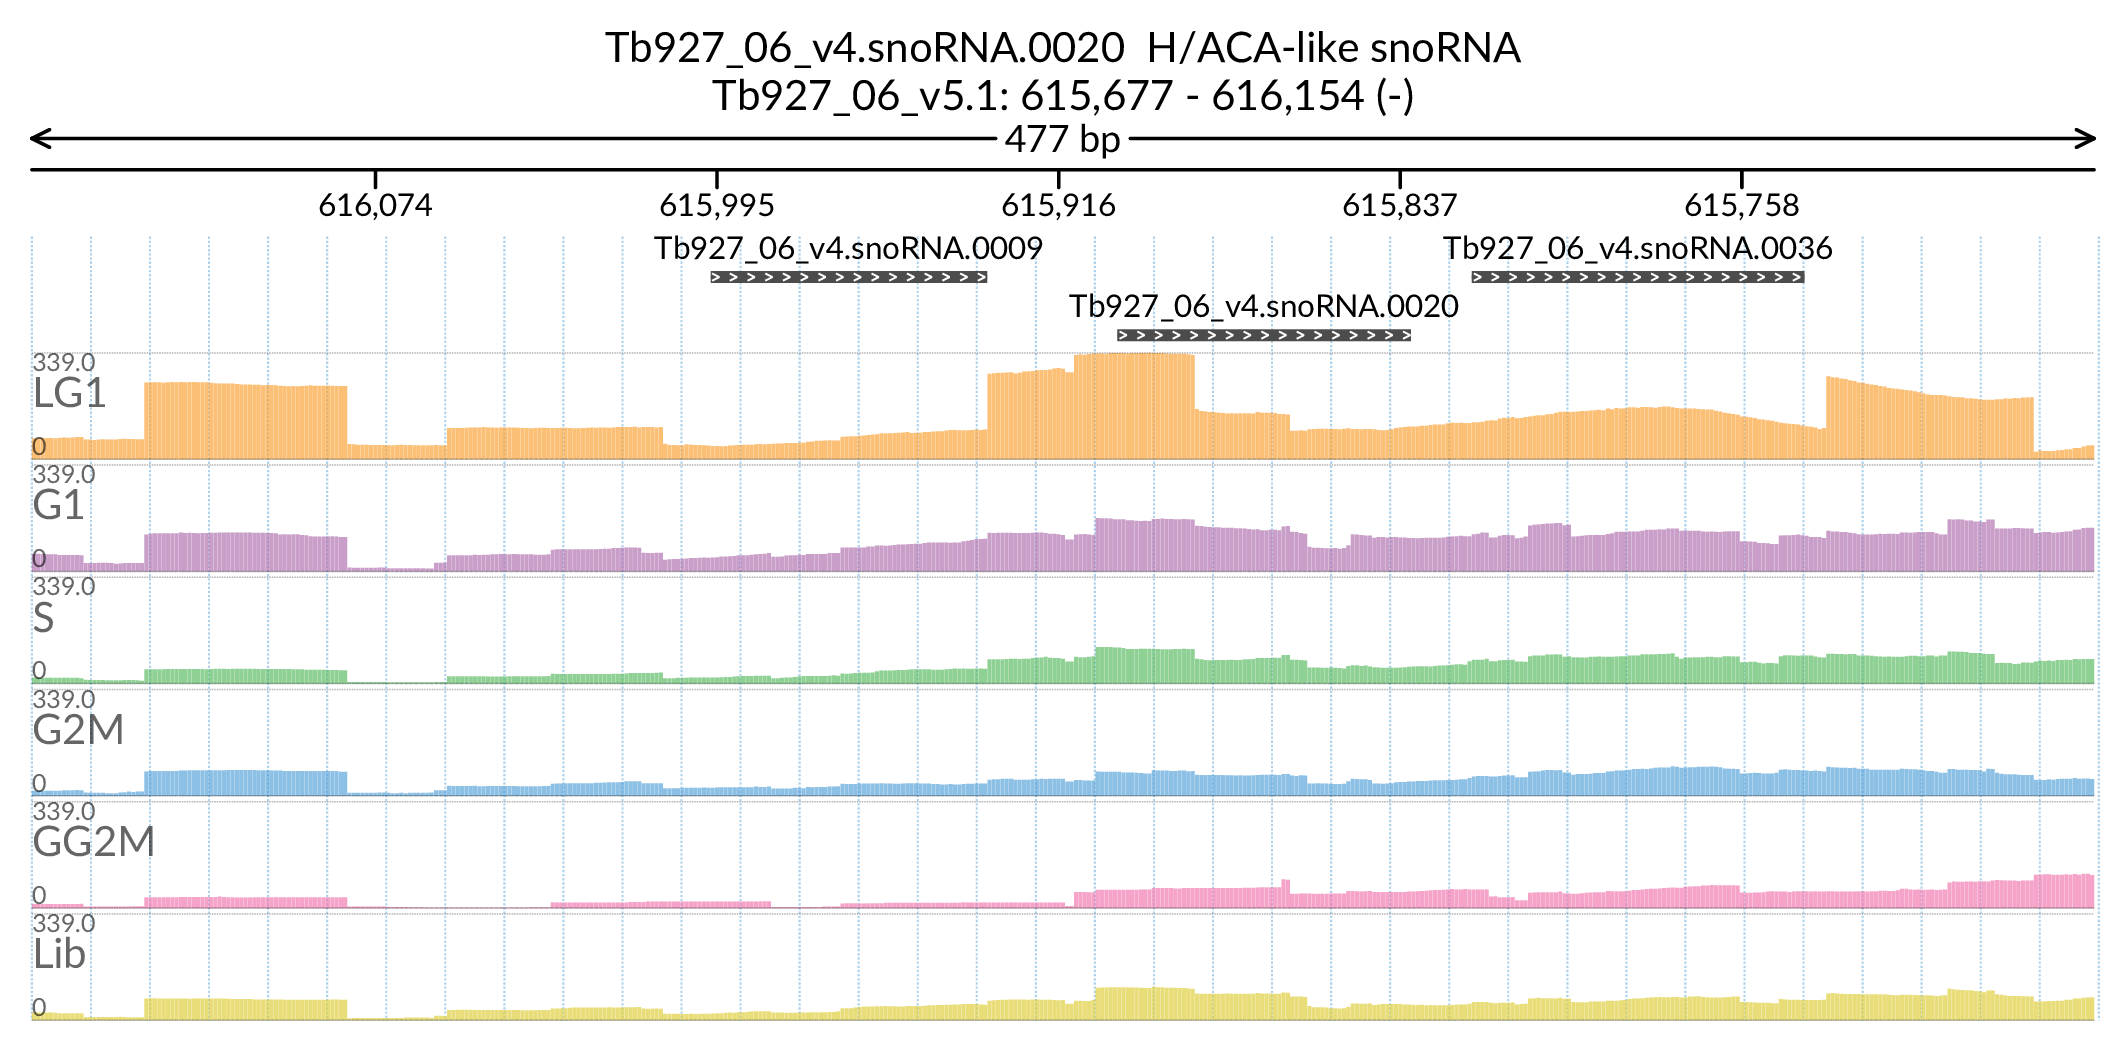 Tb927_06_v4.snoRNA.0020  H/ACA-like snoRNA
Tb927_06_v5.1: 615,677 - 616,154 (-)
477 bp
616,074 615,995 615,916 615,837 615,758
Tb927_06_v4.snoRNA.0009 Tb927_06_v4.snoRNA.0036
Tb927_06_v4.snoRNA.0020
339.0
LG1
0
339.0
G1
0
339.0
S
0
339.0
G2M
0
339.0
GG2M
0
339.0
Lib
0